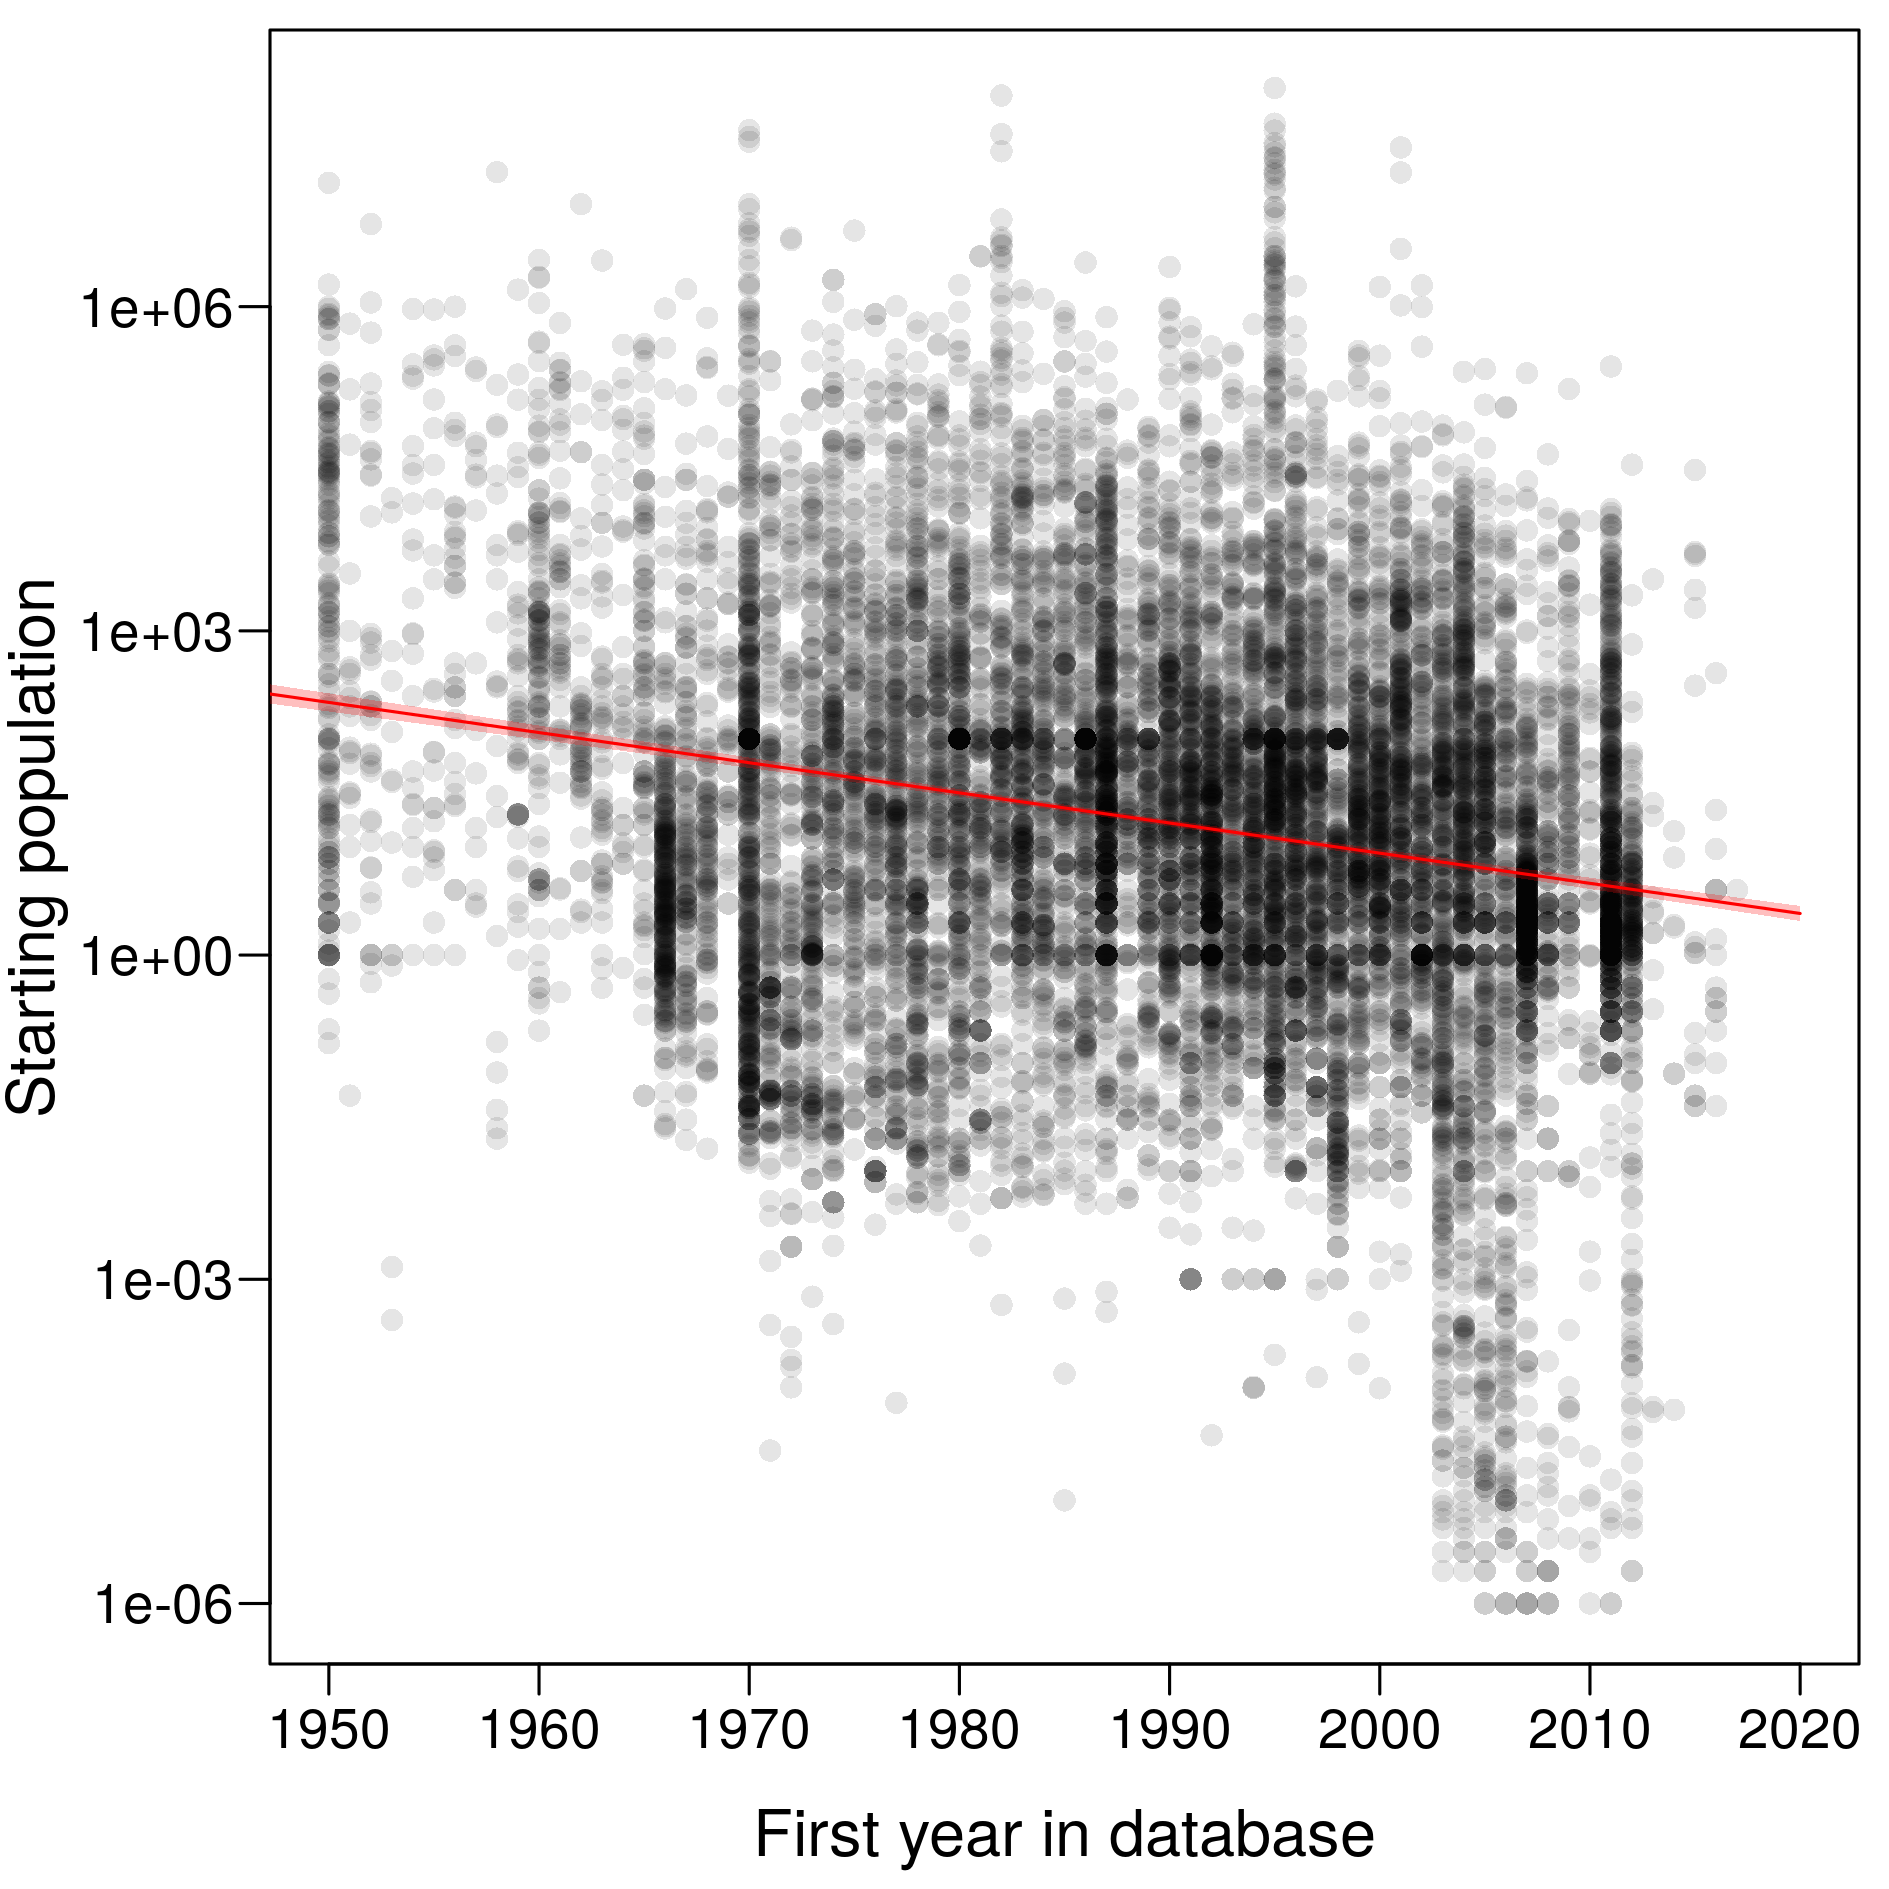 Starting population
1e+06
1e+03
1e+00
1e-03
1e-06
1950 1960 1970 1980 1990 2000 2010 2020
First year in database